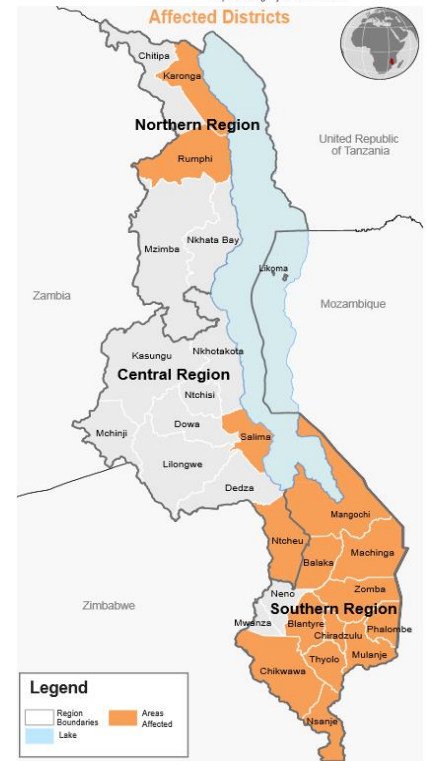 Affected Districts
Chitipa
Karonga
Northern Region
United Republic
of Tanzania
Rumphi
Nkhata Bay
Mzimba
Likoma
Zambia
Mozambique
Kasungu
Nkhotakota
Central Region
Ntchisi
Dowa
Mchinji
Salima
Lilongwe
Dedza
Mangochi
Ntcheu
Machinga
Balaka
Zomba
Neno
Zimbabwe
Southern Region
Mwanza
Blantyre
Phalombe
Chiradzulu
Thyolo
Mulanje
Chikwawa
Nsanje
Legend
Region
Boundaries
Areas
Affected
Lake